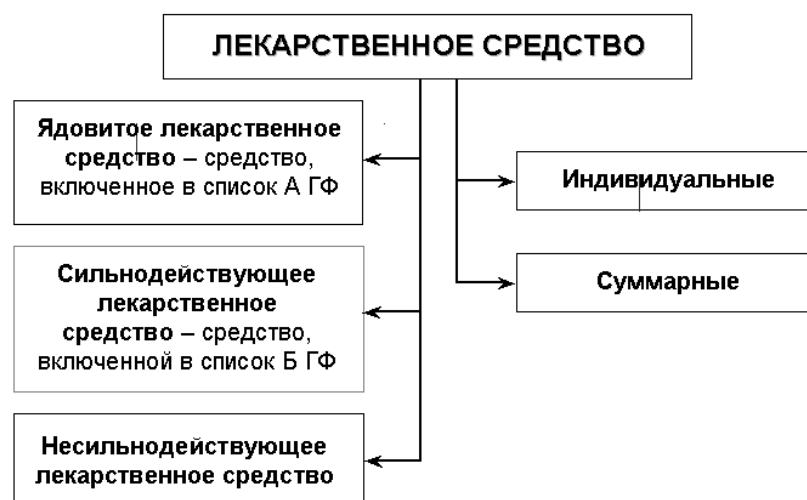 ЛЕКАРСТВЕННОЕ СРЕДСТВО
Ядовитое лекарственное
средство – средство,
включенное в список А ГФ
Сильнодействующее
лекарственное
средство – средство,
включенной в список Б ГФ
Несильнодействующее
лекарственное средство
Индивидуальные
Суммарные